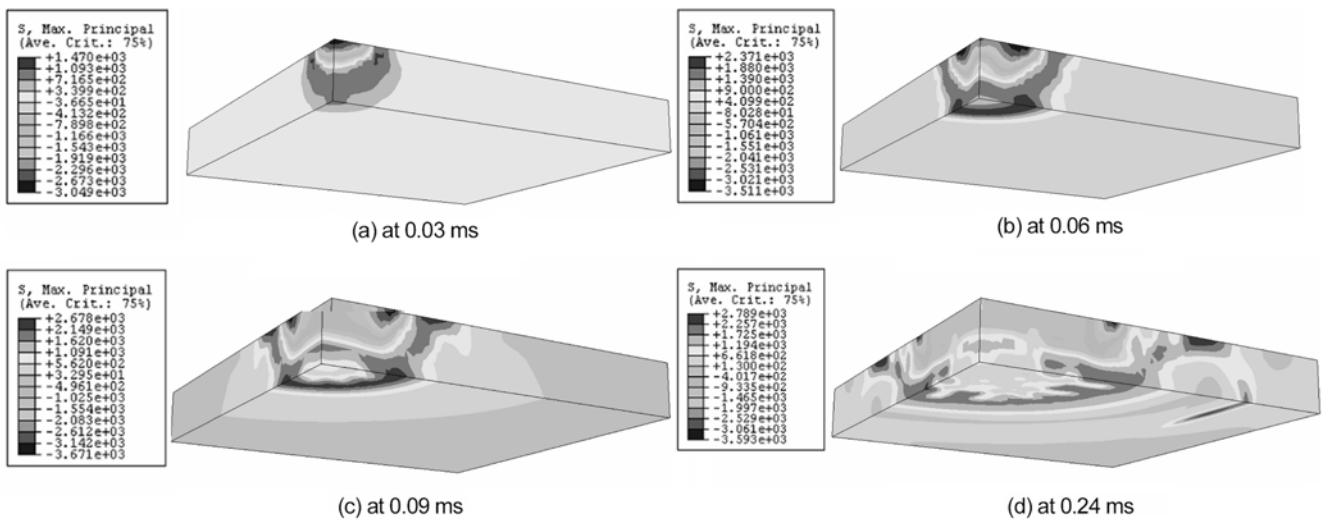 S, Max. Principal
(Ave. Crit.: 75%)
+1.470e+03
+1.093e+03
+7.165e+02
+3.399e+02
-3.665e+01
-4.132e+02
-7.898e+02
-1.166e+03
-1.543e+03
-1.919e+03
-2.296e+03
-2.673e+03
-3.049e+03
(a) at 0.03 ms
S, Max. Principal
(Ave. Crit.: 75%)
+2.371e+03
+1.880e+03
+1.390e+03
+9.000e+02
+4.099e+02
-8.028e+01
-5.704e+02
-1.061e+03
-1.551e+03
-2.041e+03
-2.531e+03
-3.021e+03
-3.511e+03
(b) at 0.06 ms
S, Max. Principal
(Ave. Crit.: 75%)
+2.678e+03
+2.149e+03
+1.620e+03
+1.091e+03
+5.620e+02
+3.295e+01
-4.961e+02
-1.025e+03
-1.554e+03
-2.083e+03
-2.612e+03
-3.142e+03
-3.671e+03
(c) at 0.09 ms
S, Max. Principal
(Ave. Crit.: 75%)
+2.789e+03
+2.257e+03
+1.725e+03
+1.194e+03
+6.618e+02
+1.300e+02
-4.017e+02
-9.335e+02
-1.465e+03
-1.997e+03
-2.529e+03
-3.061e+03
-3.593e+03
(d) at 0.24 ms